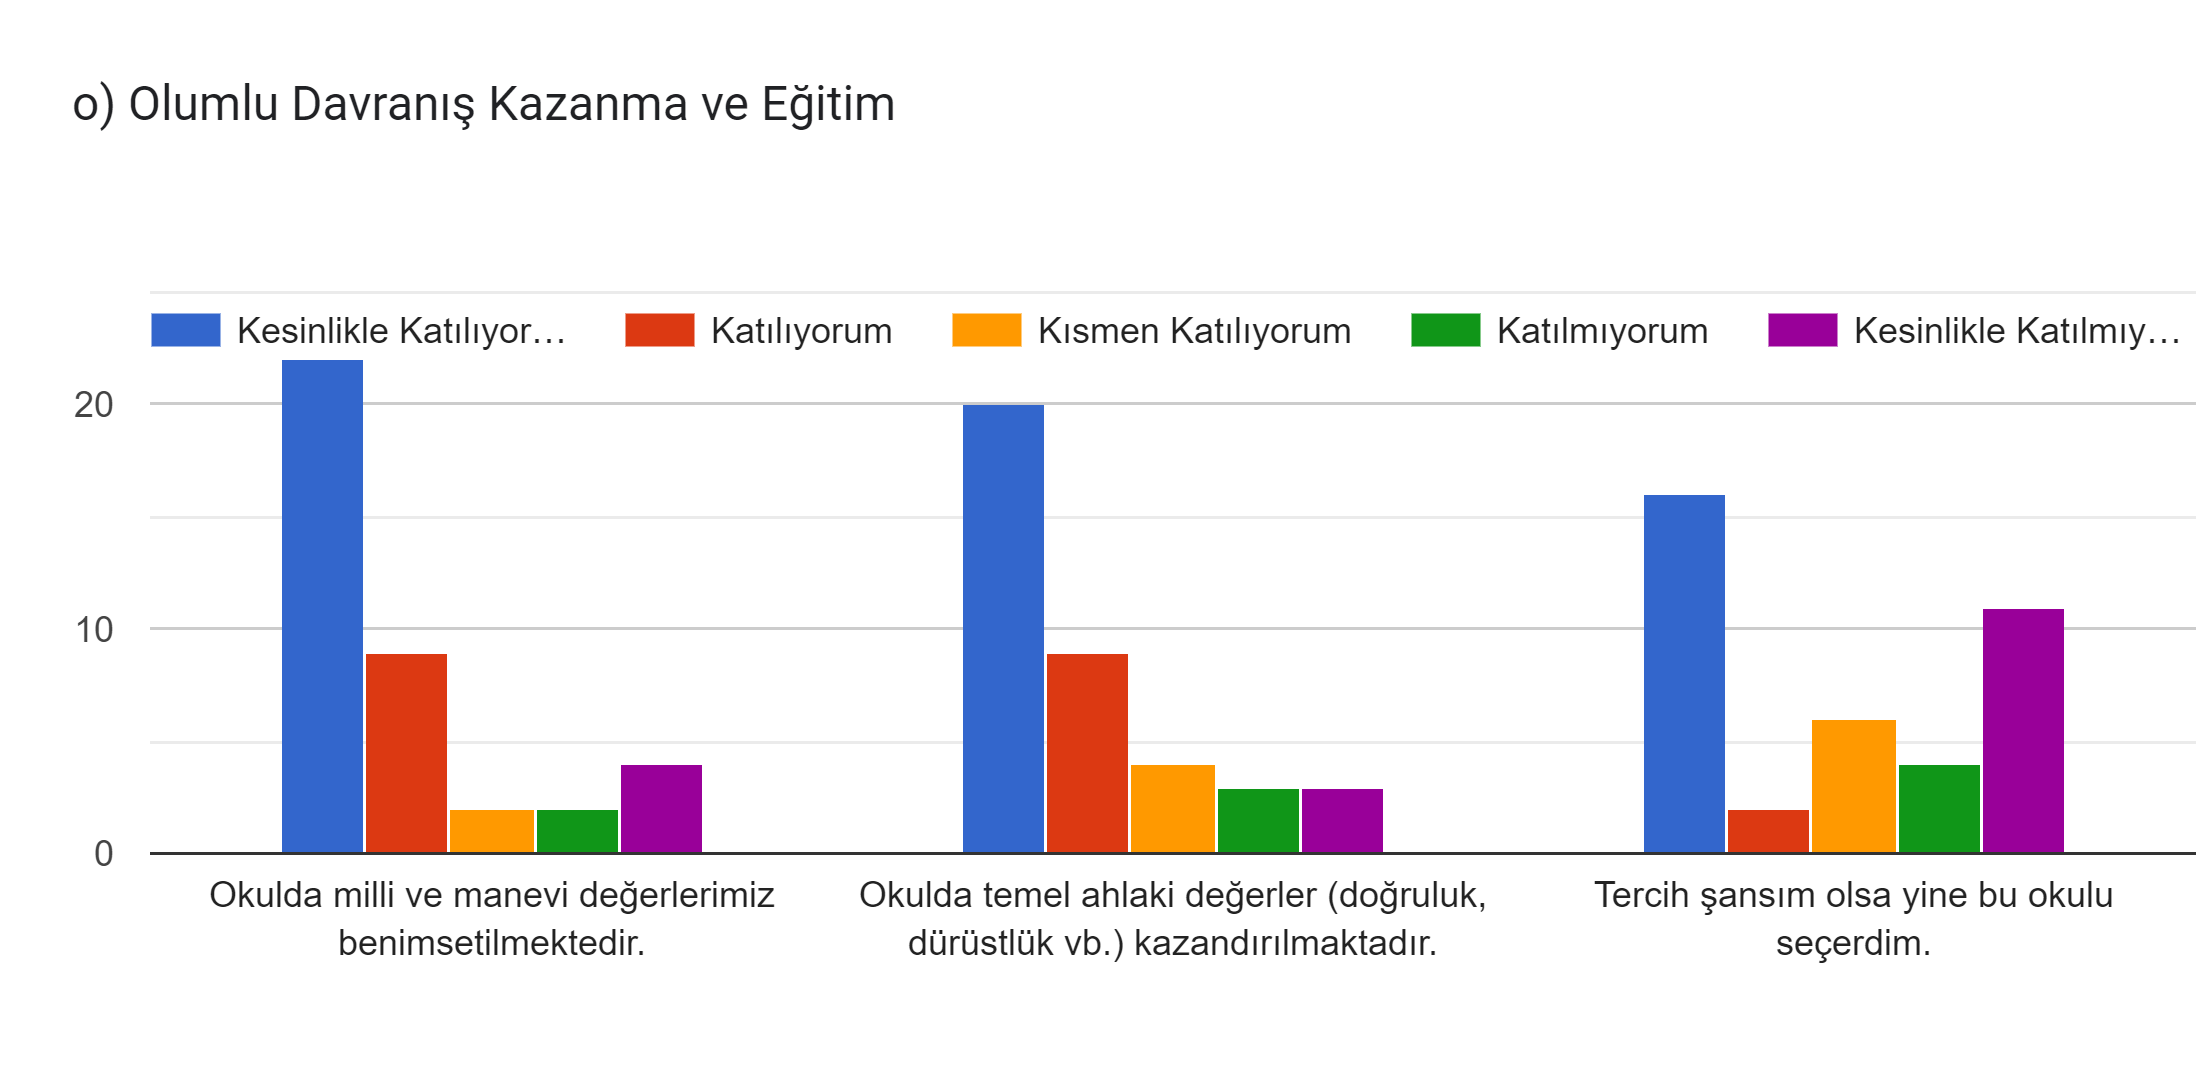 o) Olumlu Davranış Kazanma ve Eğitim
Kesinlikle Katılıyor…
Katılıyorum
Kısmen Katılıyorum
Katılmıyorum
Kesinlikle Katılmıy…
20
10
0
Okulda milli ve manevi değerlerimiz
benimsetilmektedir.
Okulda temel ahlaki değerler (doğruluk,
dürüstlük vb.) kazandırılmaktadır.
Tercih şansım olsa yine bu okulu
seçerdim.